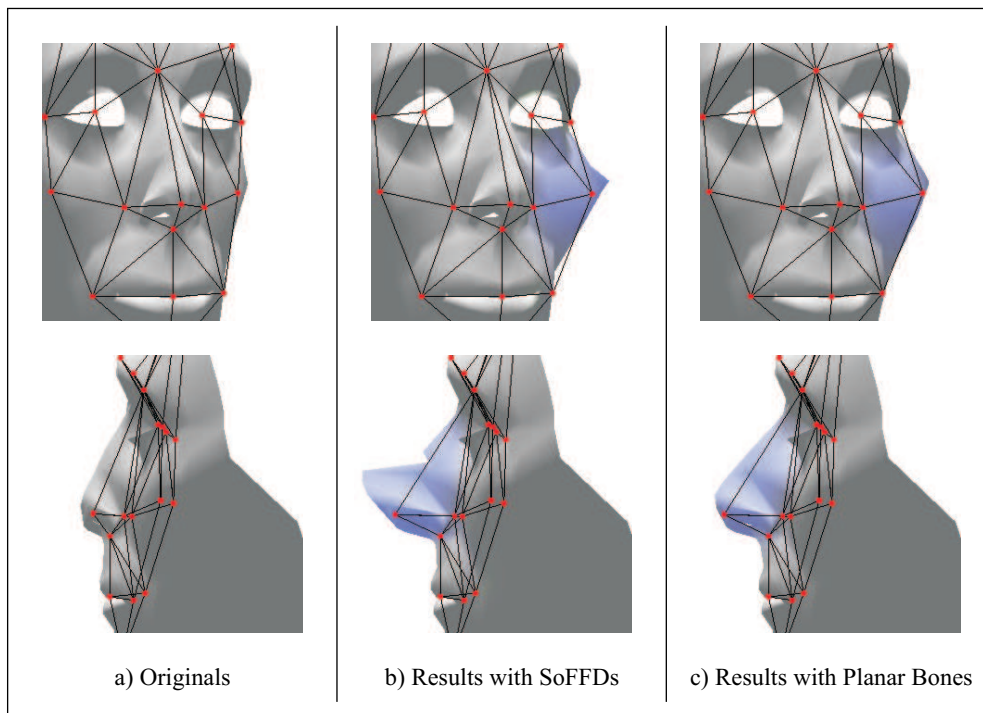 a) Originals
b) Results with SoFFDs
c) Results with Planar Bones